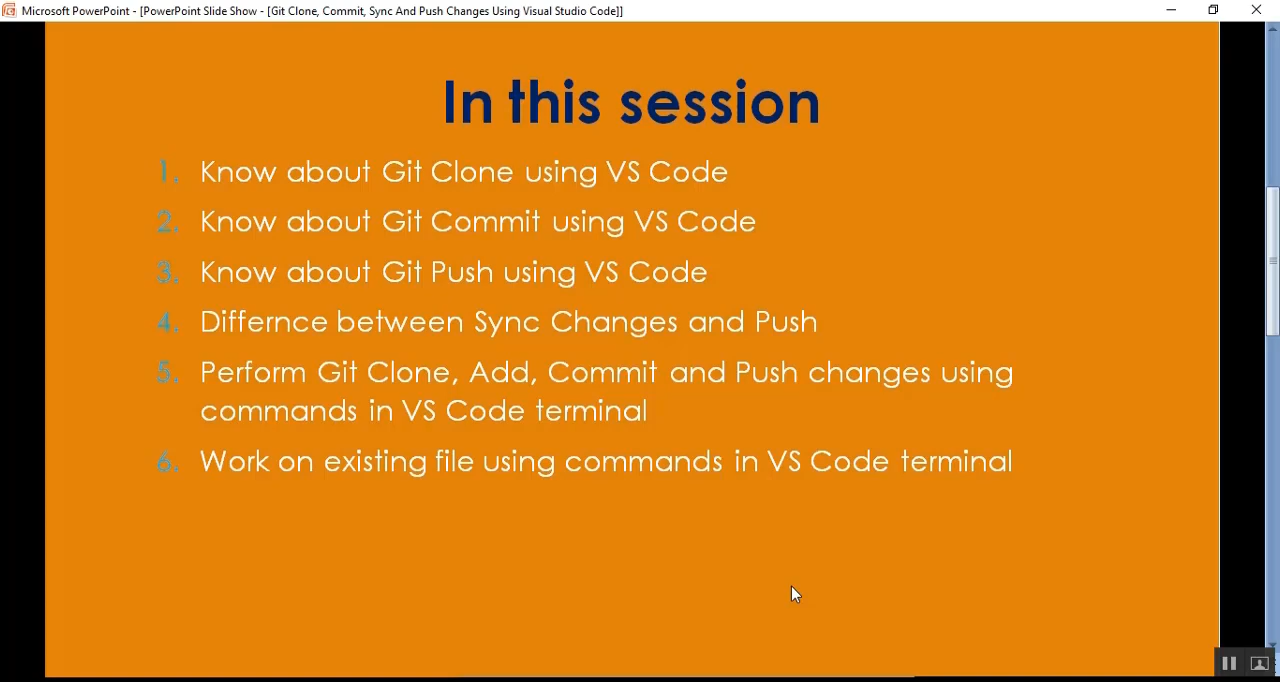 Microsoft PowerPoint - [PowerPoint Slide Show - [Git Clone, Commit, Sync And Push Changes Using Visual Studio Code]]
In this session
1. Know about Git Clone using VS Code
2. Know about Git Commit using VS Code
3. Know about Git Push using VS Code
4. Differnce between Sync Changes and Push
5. Perform Git Clone, Add, Commit and Push changes using
commands in VS Code terminal
6. Work on existing file using commands in VS Code terminal